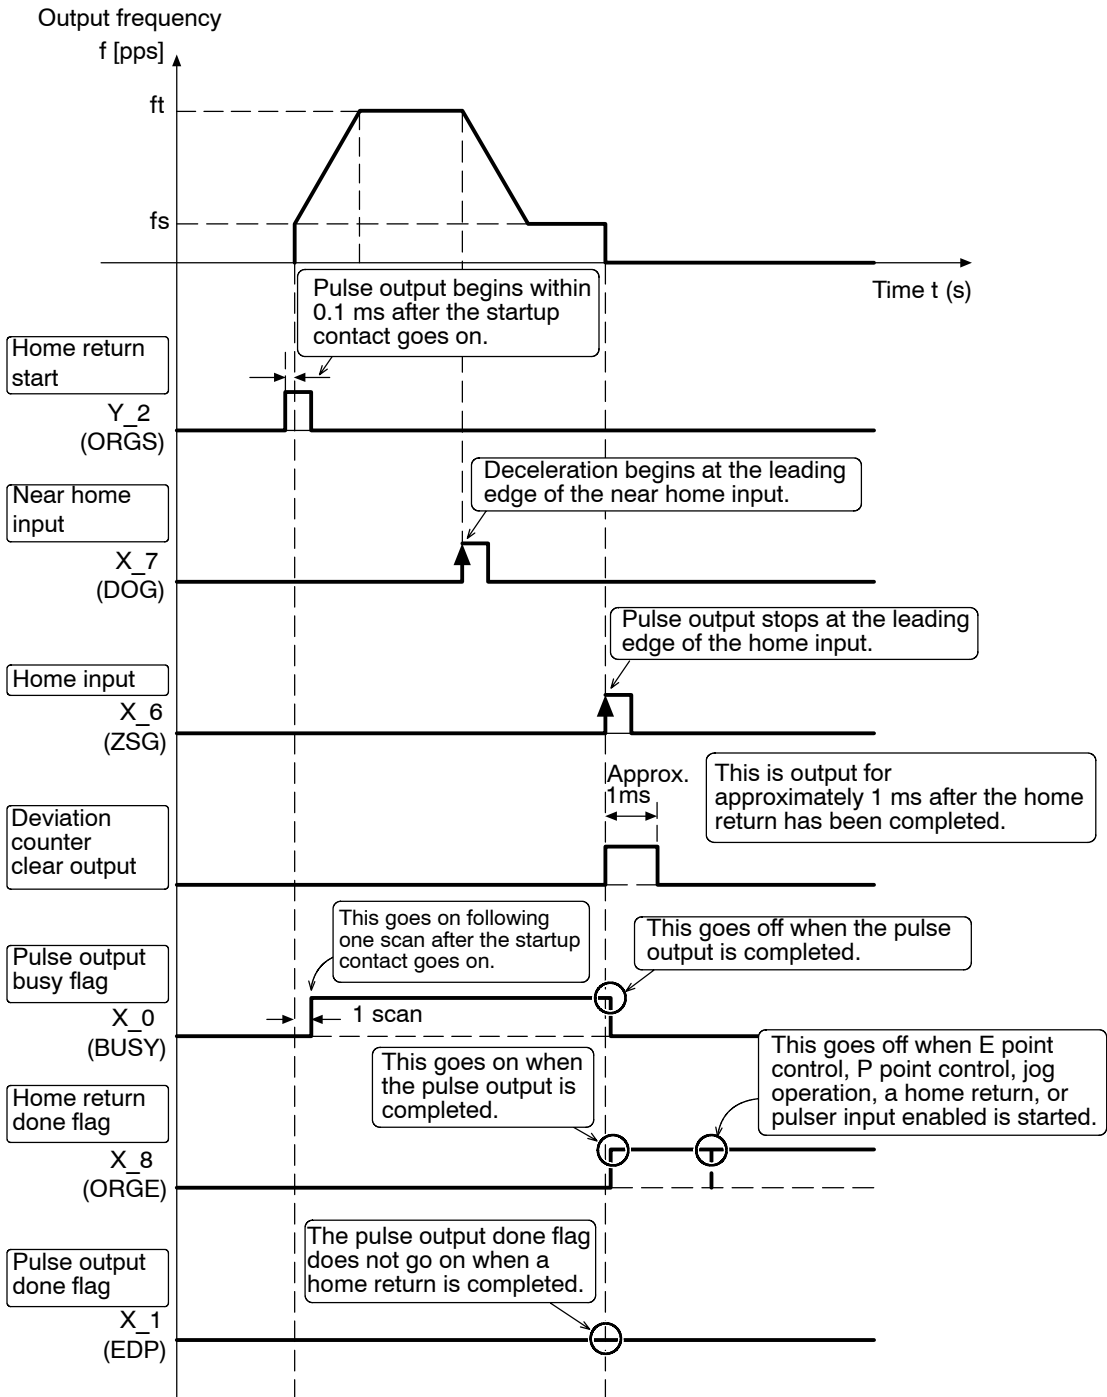 Output frequency
f [pps]
ft
fs
Time t (s)
Pulse output begins within
0.1 ms after the startup
contact goes on.
Home return
start
Y_2
(ORGS)
Deceleration begins at the leading
edge of the near home input.
Near home
input
X_7
(DOG)
Pulse output stops at the leading
edge of the home input.
Home input
X_6
(ZSG)
Approx.
1ms
This is output for
approximately 1 ms after the home
return has been completed.
Deviation
counter
clear output
This goes on following
one scan after the startup
contact goes on.
This goes off when the pulse
output is completed.
Pulse output
busy flag
X_0
(BUSY)
1 scan
This goes on when
the pulse output is
completed.
This goes off when E point
control, P point control, jog
operation, a home return, or
pulser input enabled is started.
Home return
done flag
X_8
(ORGE)
The pulse output done flag
does not go on when a
home return is completed.
Pulse output
done flag
X_1
(EDP)